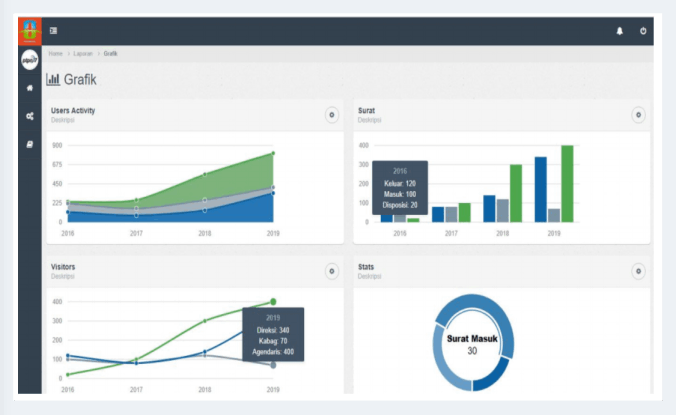 Home > Laporan > Grafik
Grafik
Users Activity
Deskripsi
900
675
450
225
0
2016 2017 2018 2019
Surat
Deskripsi
400
300
200
100
0
2016
Keluar: 120
Masuk: 100
Disposisi: 20
2016 2017 2018 2019
Visitors
Deskripsi
400
300
200
100
0
2019
Direksi: 340
Kabag: 70
Agendaris: 400
2016 2017 2018 2019
Stats
Deskripsi
Surat Masuk
30